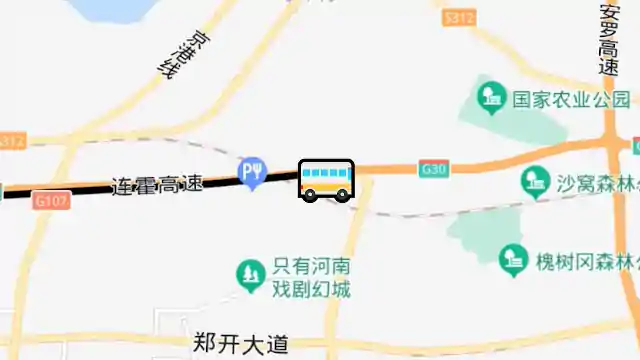 S312
安罗高速
京港线
国家农业公园
S312
P
G30
连霍高速
沙窝森林
G107
槐树冈森林
只有河南
戏剧幻城
郑开大道